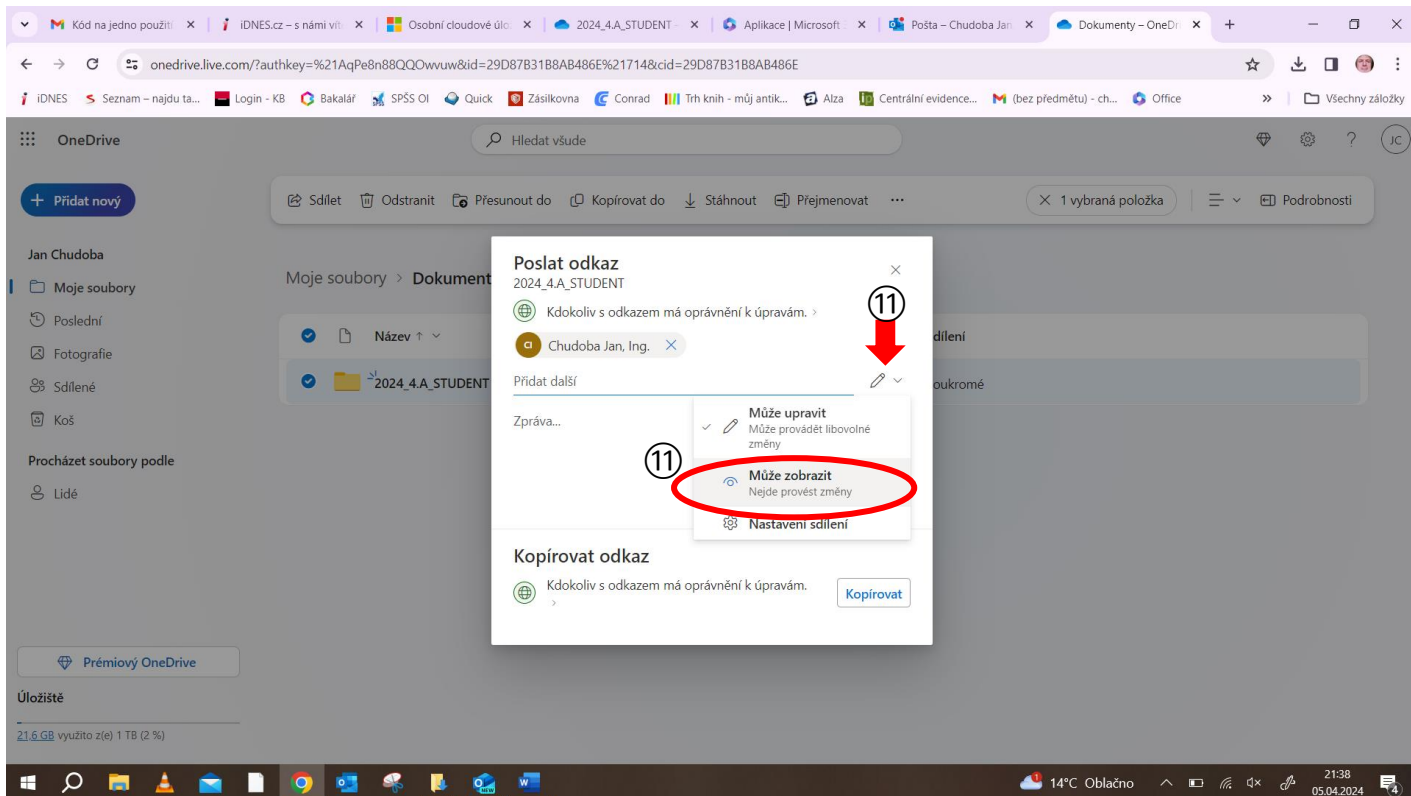 Kód na jedno použití
iDNES.cz – s námi víte
Osobní cloudové úlo
2024_4.A_STUDENT –
Aplikace | Microsoft
Pošta – Chudoba Jan
Dokumenty – OneDri
onedrive.live.com/?authkey=%21AqPe8n88QQOwvuw&id=29D87B31B8AB486E%21714&cid=29D87B31B8AB486E
iDNES
Seznam – najdu ta...
Login - KB
Bakalář
SPŠS OI
Quick
Zásilkovna
Conrad
Trh knih - můj antik...
Alza
Centrální evidence...
(bez předmětu) - ch...
Office
»
Všechny záložky
OneDrive
Hledat všude
JC
+ Přidat nový
Sdílet
Odstranit
Přesunout do
Kopírovat do
Stáhnout
Přejmenovat
1 vybraná položka
Podrobnosti
Jan Chudoba
Moje soubory
Poslední
Fotografie
Sdílené
Koš
Procházet soubory podle
Lidé
Moje soubory > Dokument
Název ↑
dílení
2024_4.A_STUDENT
oukromé
Poslat odkaz
2024_4.A_STUDENT
Kdokoliv s odkazem má oprávnění k úpravám. >
⑪
CI
Chudoba Jan, Ing.
Přidat další
Zpráva...
Může upravit
Může provádět libovolné
změny
⑪
Může zobrazit
Nejde provést změny
Nastavení sdílení
Kopírovat odkaz
Kdokoliv s odkazem má oprávnění k úpravám.
>
Kopírovat
Prémiový OneDrive
Úložiště
21,6 GB využito z(e) 1 TB (2 %)
NEW
14°C Oblačno
21:38
05.04.2024
4